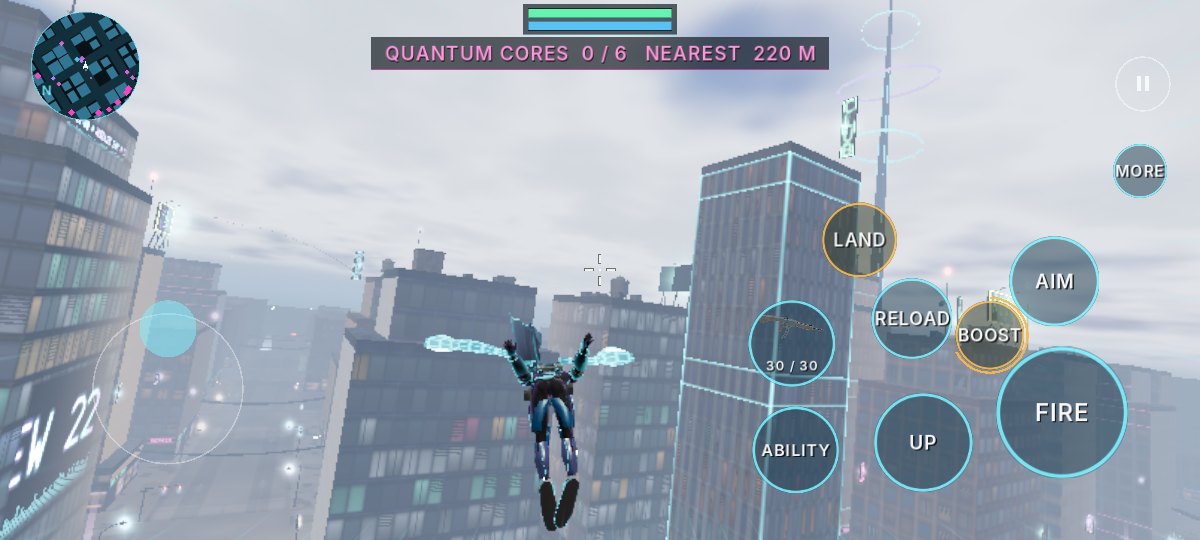 QUANTUM CORES 0 / 6 NEAREST 220 M
N
MORE
LAND
AIM
RELOAD
BOOST
30 / 30
FIRE
UP
ABILITY
EW 22